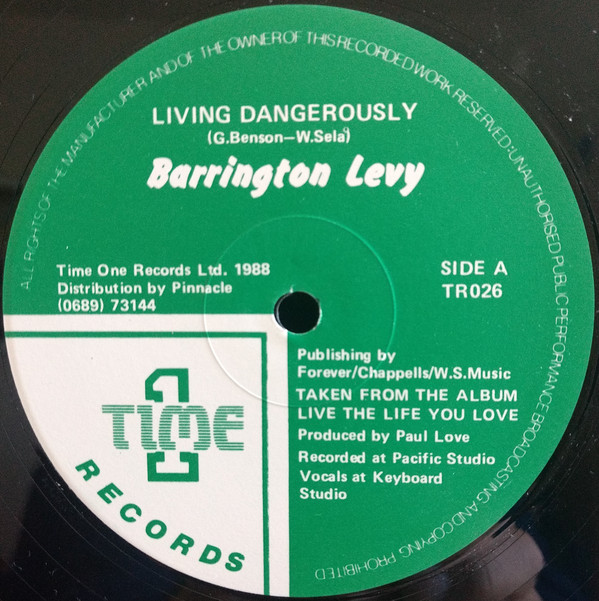 ALL RIGHTS OF THE MANUFACTURER AND OF THE OWNER OF THIS RECORDED WORK RESERVED: UNAUTHORISED PUBLIC PERFORMANCE BROADCASTING AND COPYING PROHIBITED
LIVING DANGEROUSLY
(G.Benson—W.Sela)
Barrington Levy
Time One Records Ltd. 1988
Distribution by Pinnacle
(0689) 73144
SIDE A
TR026
Publishing by
Forever/Chappells/W.S.Music
TAKEN FROM THE ALBUM
LIVE THE LIFE YOU LOVE
Produced by Paul Love
Recorded at Pacific Studio
Vocals at Keyboard
Studio
1
TIME
RECORDS